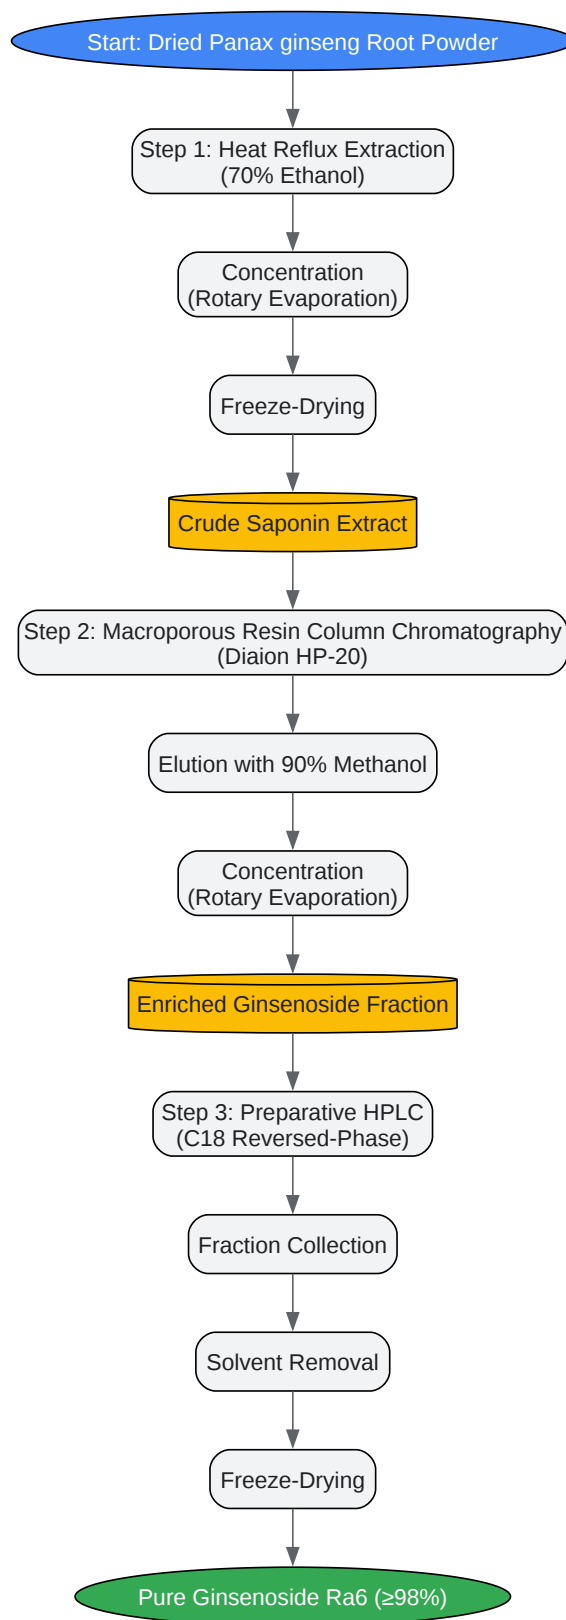 Start: Dried Panax ginseng Root Powder
Step 1: Heat Reflux Extraction
(70% Ethanol)
Concentration
(Rotary Evaporation)
Freeze-Drying
Crude Saponin Extract
Step 2: Macroporous Resin Column Chromatography
(Diaion HP-20)
Elution with 90% Methanol
Concentration
(Rotary Evaporation)
Enriched Ginsenoside Fraction
Step 3: Preparative HPLC
(C18 Reversed-Phase)
Fraction Collection
Solvent Removal
Freeze-Drying
Pure Ginsenoside Ra6 (≥98%)